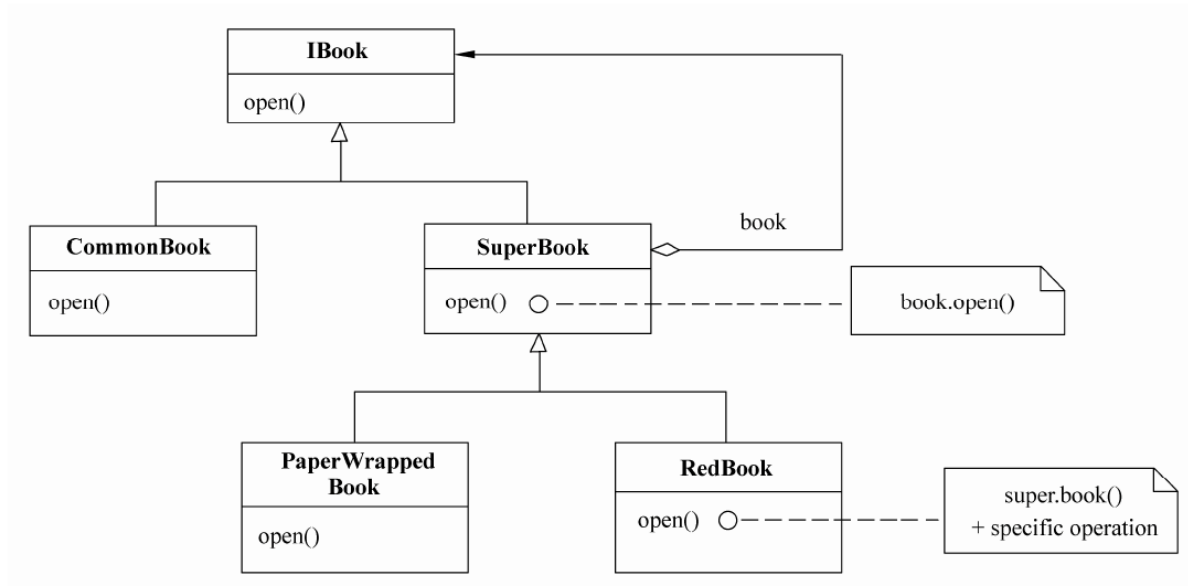 IBook
open()
book
CommonBook
open()
SuperBook
open()
book.open()
PaperWrapped
Book
open()
RedBook
open()
super.book()
+ specific operation